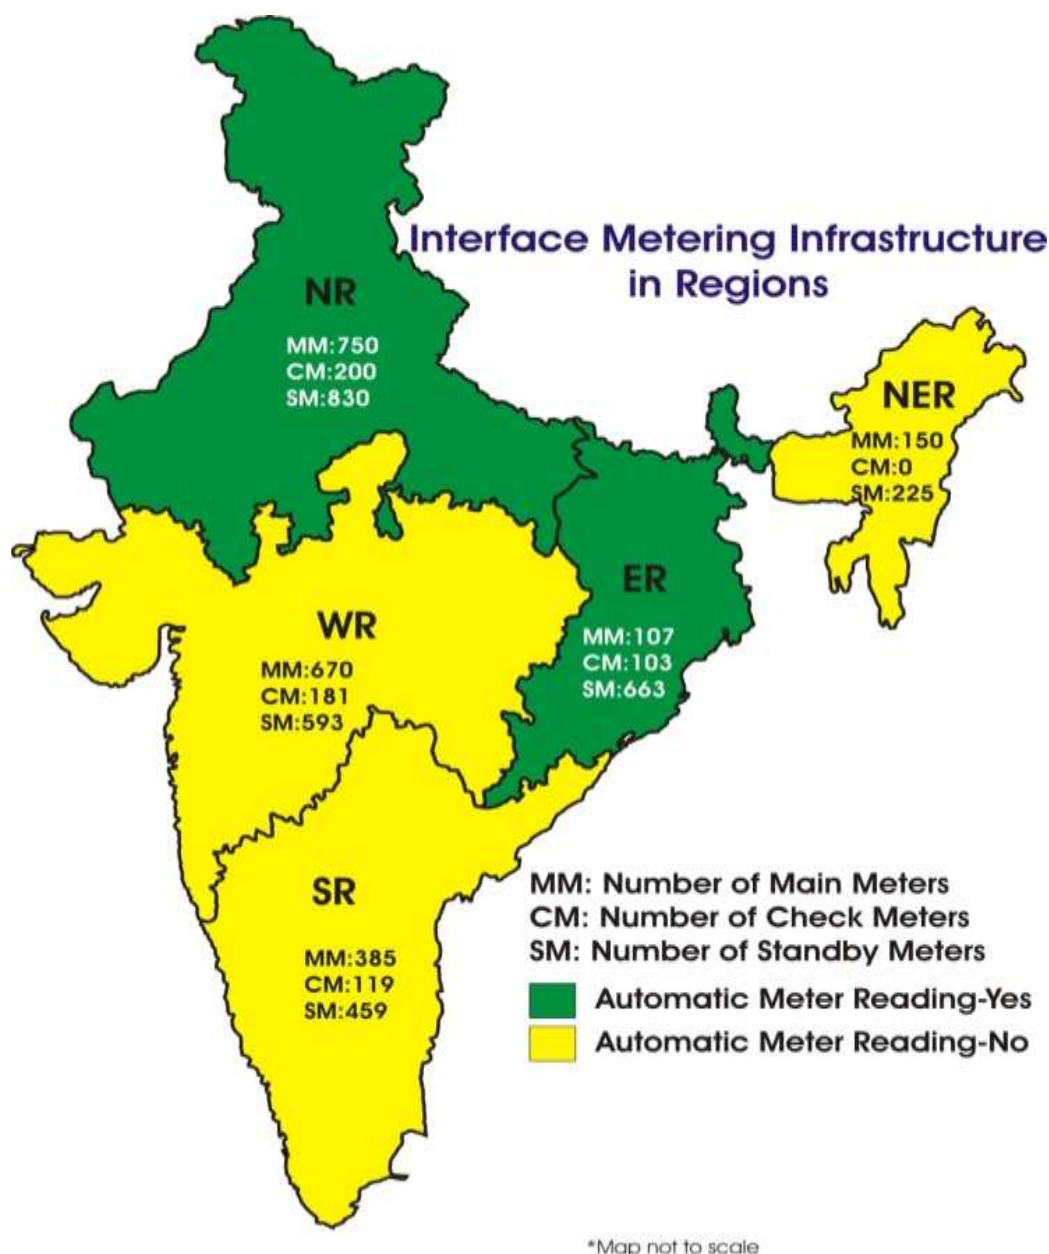 Interface Metering Infrastructure
in Regions
NR
MM:750
CM:200
SM:830
NER
MM:150
CM:0
SM:225
ER
MM:107
CM:103
SM:663
WR
MM:670
CM:181
SM:593
SR
MM:385
CM:119
SM:459
MM: Number of Main Meters
CM: Number of Check Meters
SM: Number of Standby Meters
Automatic Meter Reading-Yes
Automatic Meter Reading-No
*Map not to scale